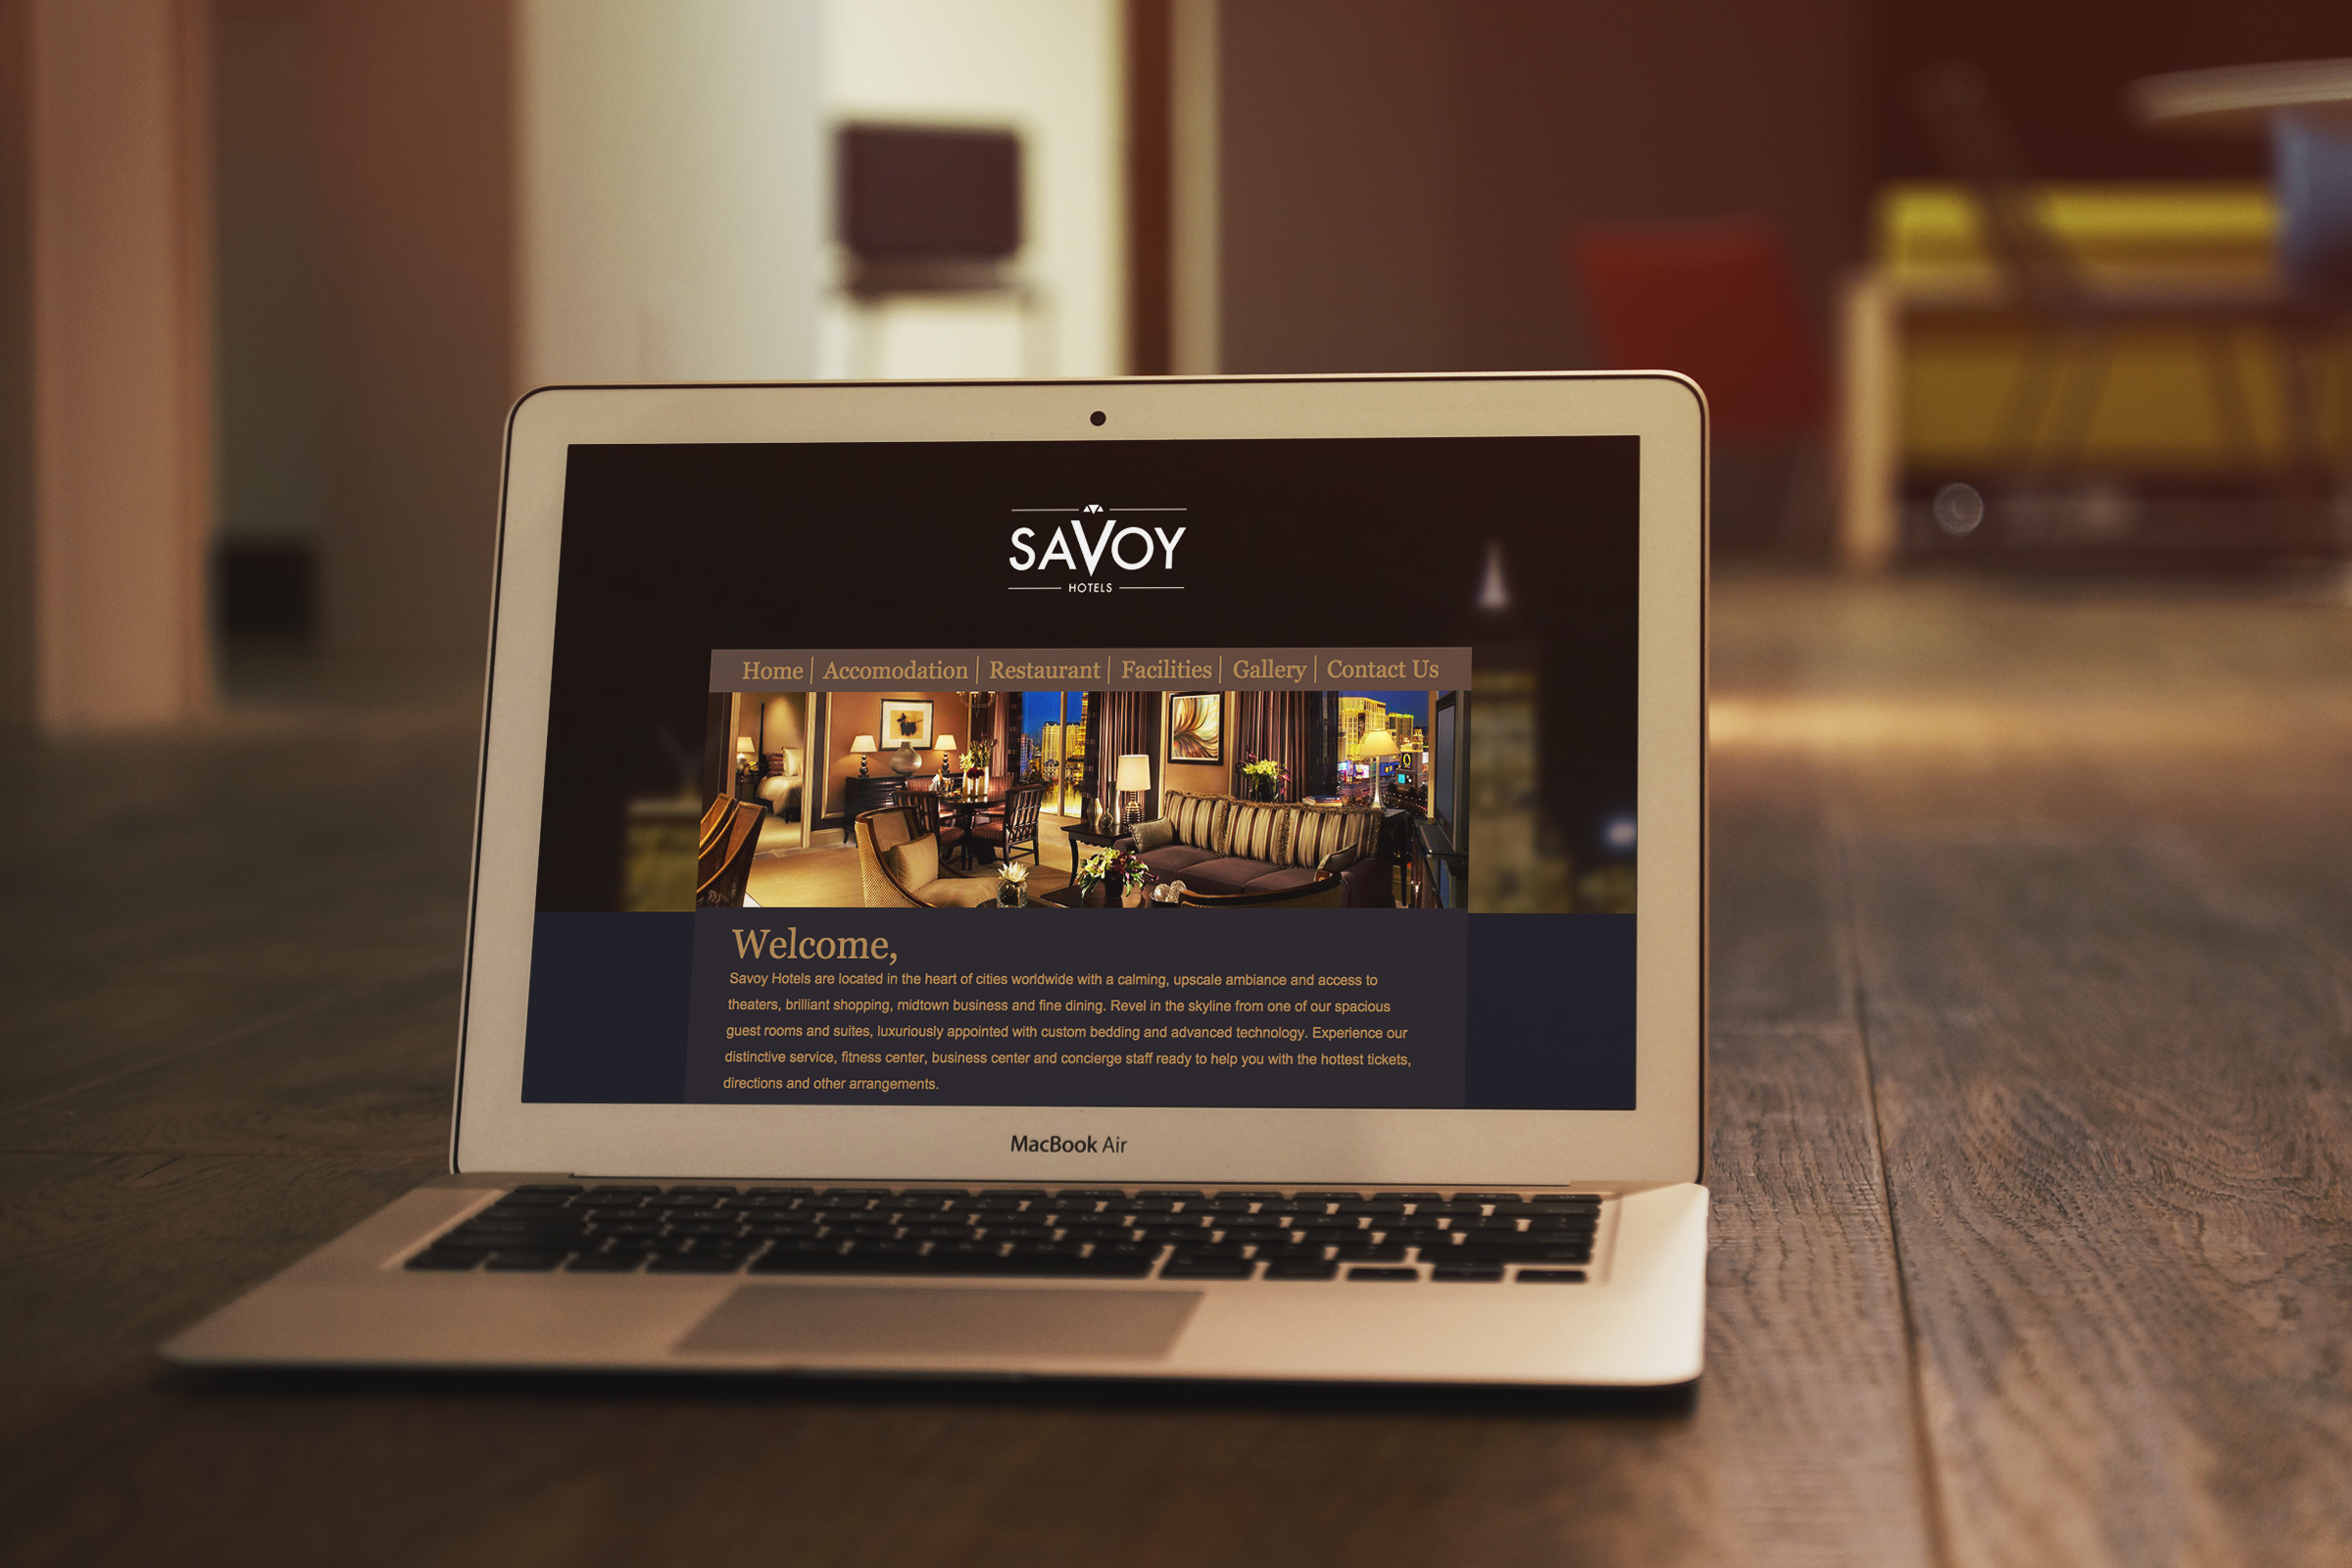 SAVOY
HOTELS
Home | Accomodation | Restaurant | Facilities | Gallery | Contact Us
Welcome,
Savoy Hotels are located in the heart of cities worldwide with a calming, upscale ambiance and access to
theaters, brilliant shopping, midtown business and fine dining. Revel in the skyline from one of our spacious
guest rooms and suites, luxuriously appointed with custom bedding and advanced technology. Experience our
distinctive service, fitness center, business center and concierge staff ready to help you with the hottest tickets,
directions and other arrangements.
MacBook Air